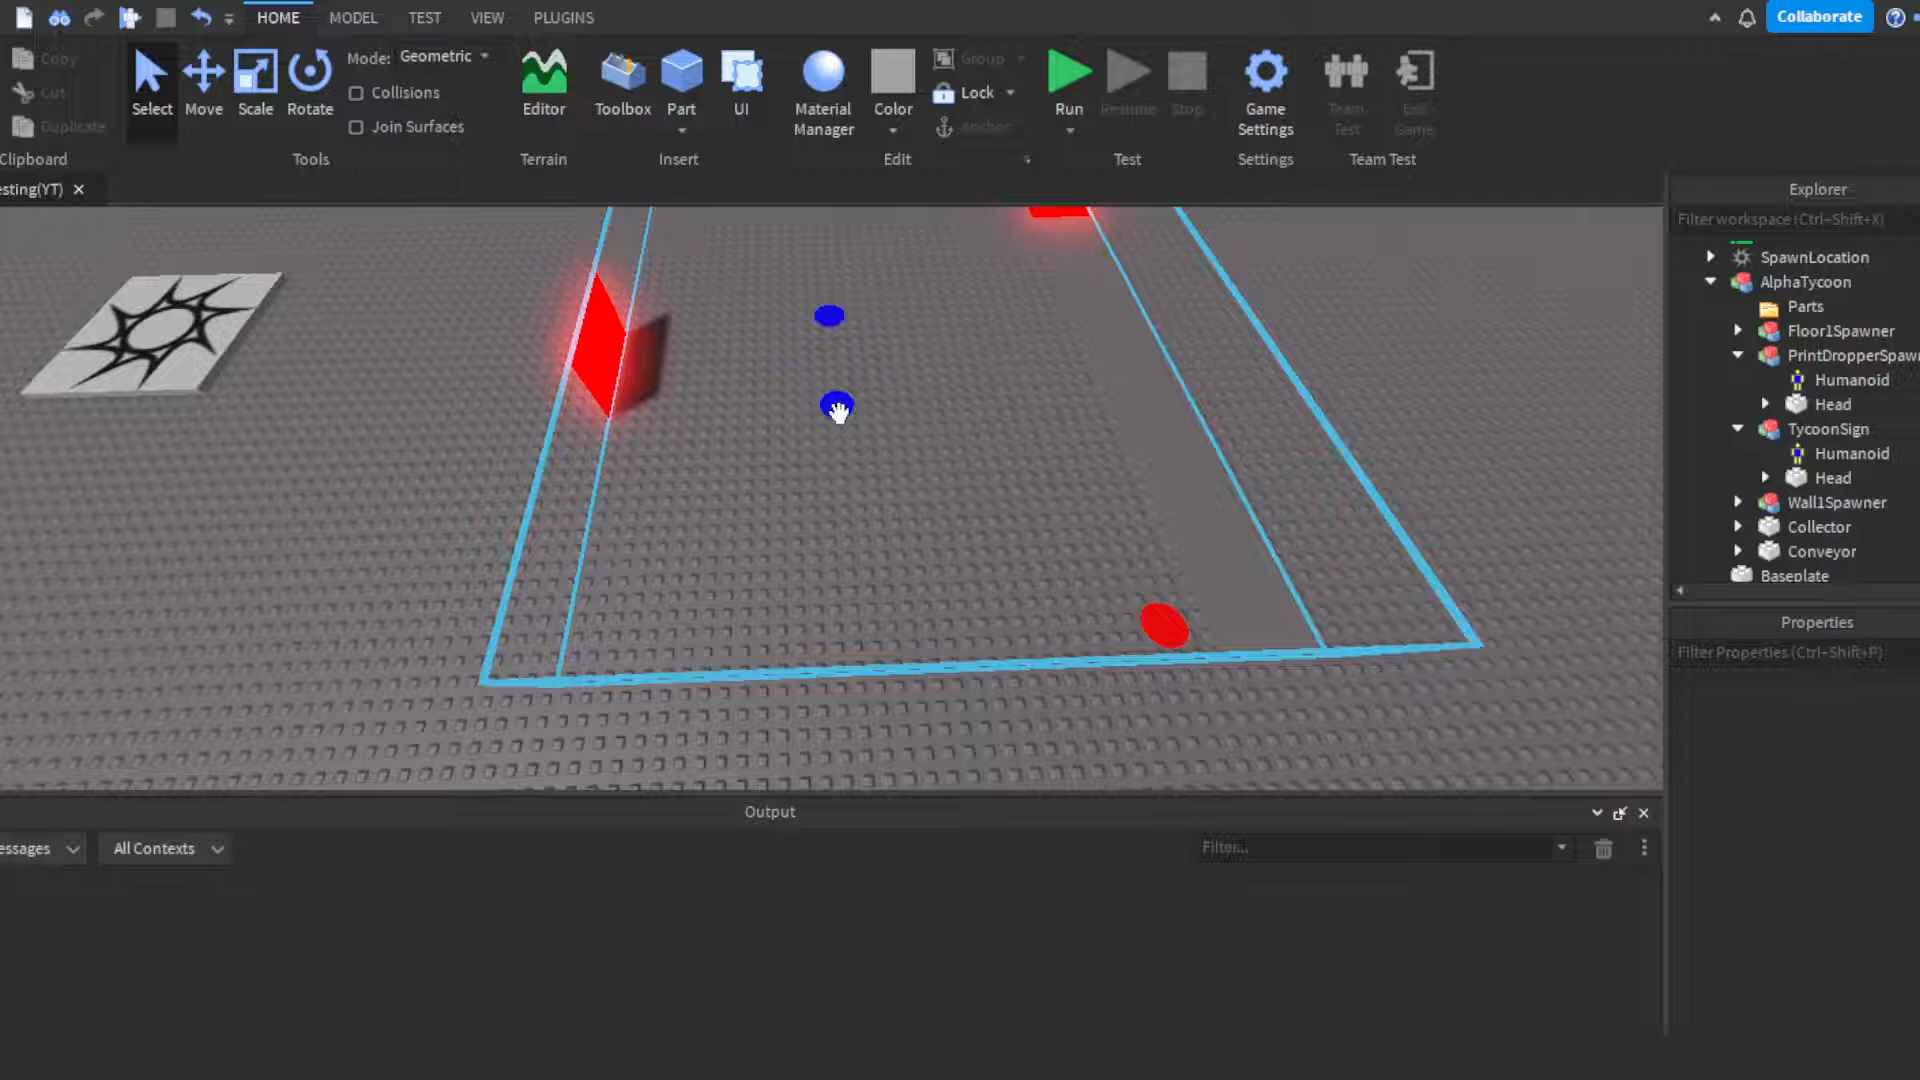 HOME MODEL TEST VIEW PLUGINS Collaborate
Copy
Cut
Duplicate
Clipboard
Select Move Scale Rotate
Mode: Geometric
Collisions
Join Surfaces
Tools
Editor
Terrain
Toolbox Part UI
Insert
Material Manager
Color
Group
Lock
Anchor
Edit
Run Resume Stop
Test
Game Settings
Settings
Team Test
Exit Game
Team Test
esting(YT)
Explorer
Filter workspace (Ctrl+Shift+X)
SpawnLocation
AlphaTycoon
Parts
Floor1Spawner
PrintDropperSpawn
Humanoid
Head
TycoonSign
Humanoid
Head
Wall1Spawner
Collector
Conveyor
Baseplate
Properties
Filter Properties (Ctrl+Shift+P)
Output
essages All Contexts Filter...